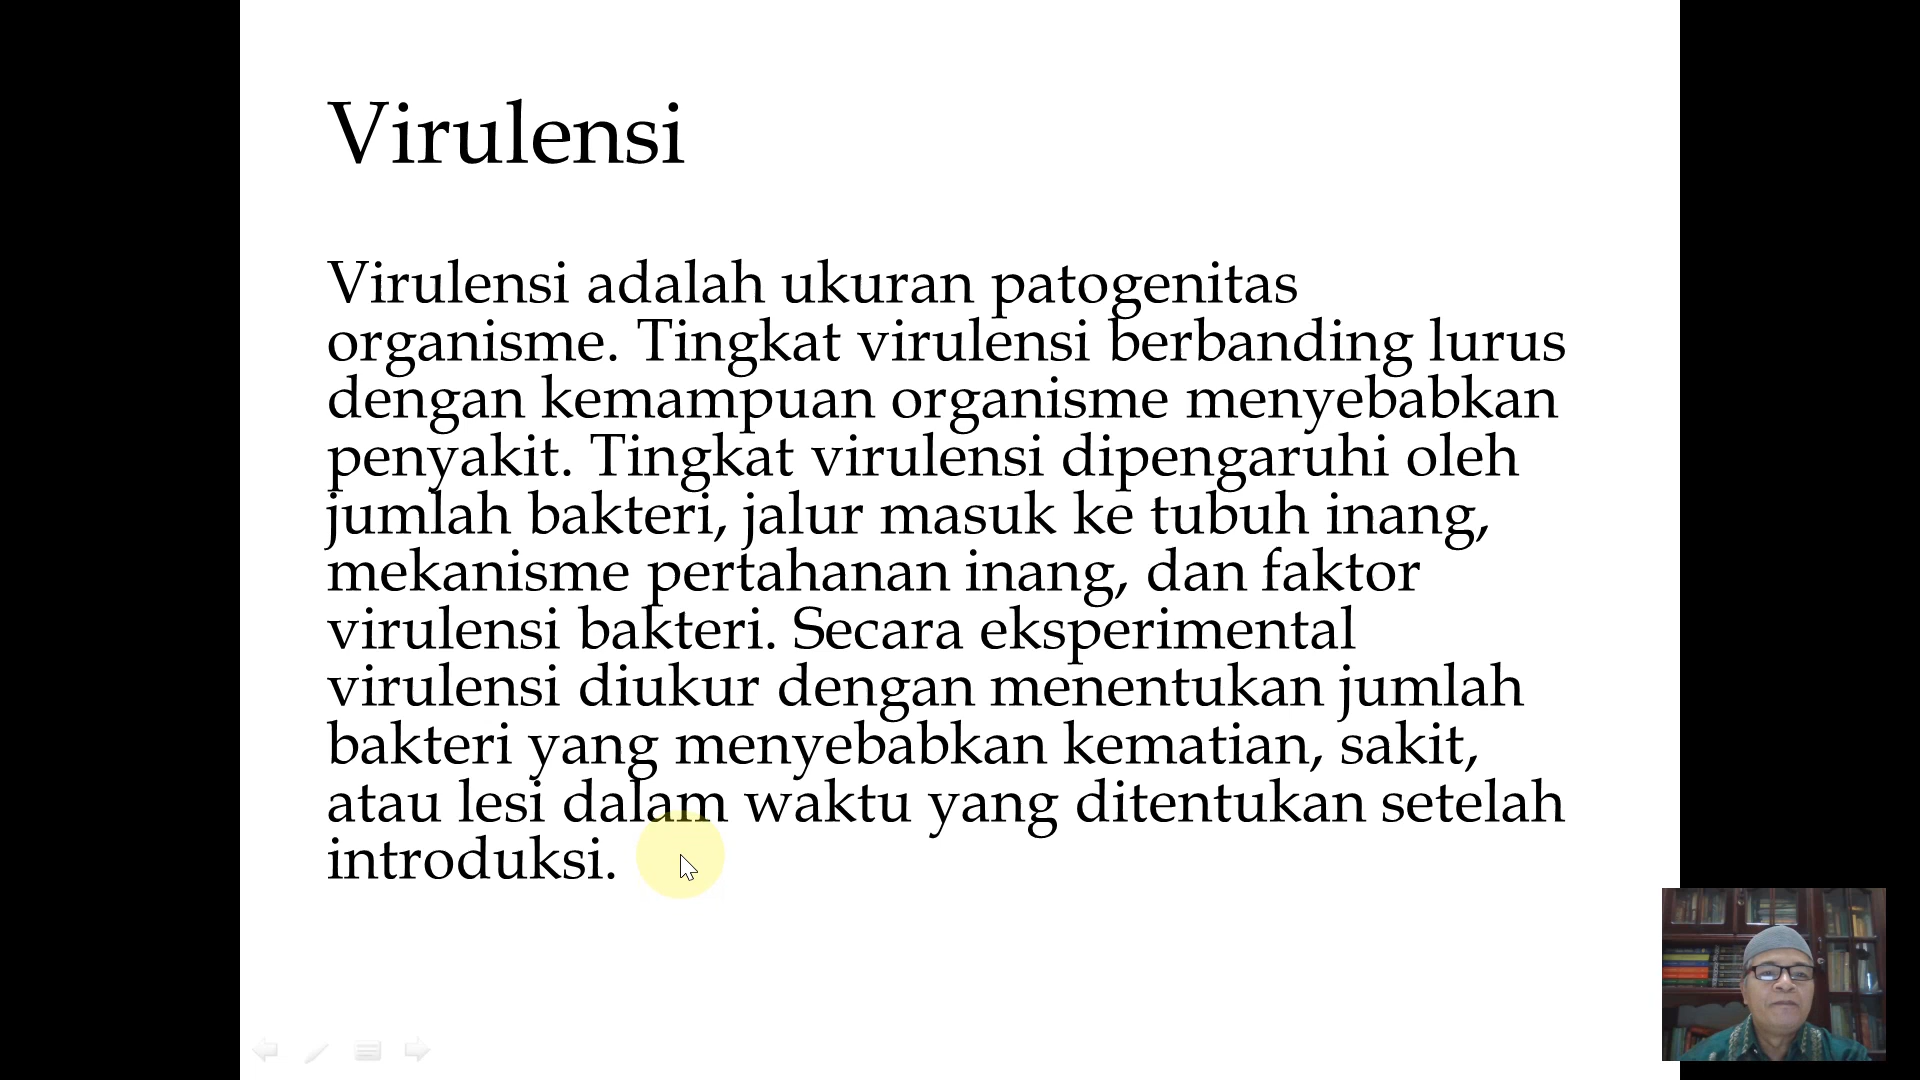 Virulensi
Virulensi adalah ukuran patogenitas
organisme. Tingkat virulensi berbanding lurus
dengan kemampuan organisme menyebabkan
penyakit. Tingkat virulensi dipengaruhi oleh
jumlah bakteri, jalur masuk ke tubuh inang,
mekanisme pertahanan inang, dan faktor
virulensi bakteri. Secara eksperimental
virulensi diukur dengan menentukan jumlah
bakteri yang menyebabkan kematian, sakit,
atau lesi dalam waktu yang ditentukan setelah
introduksi.